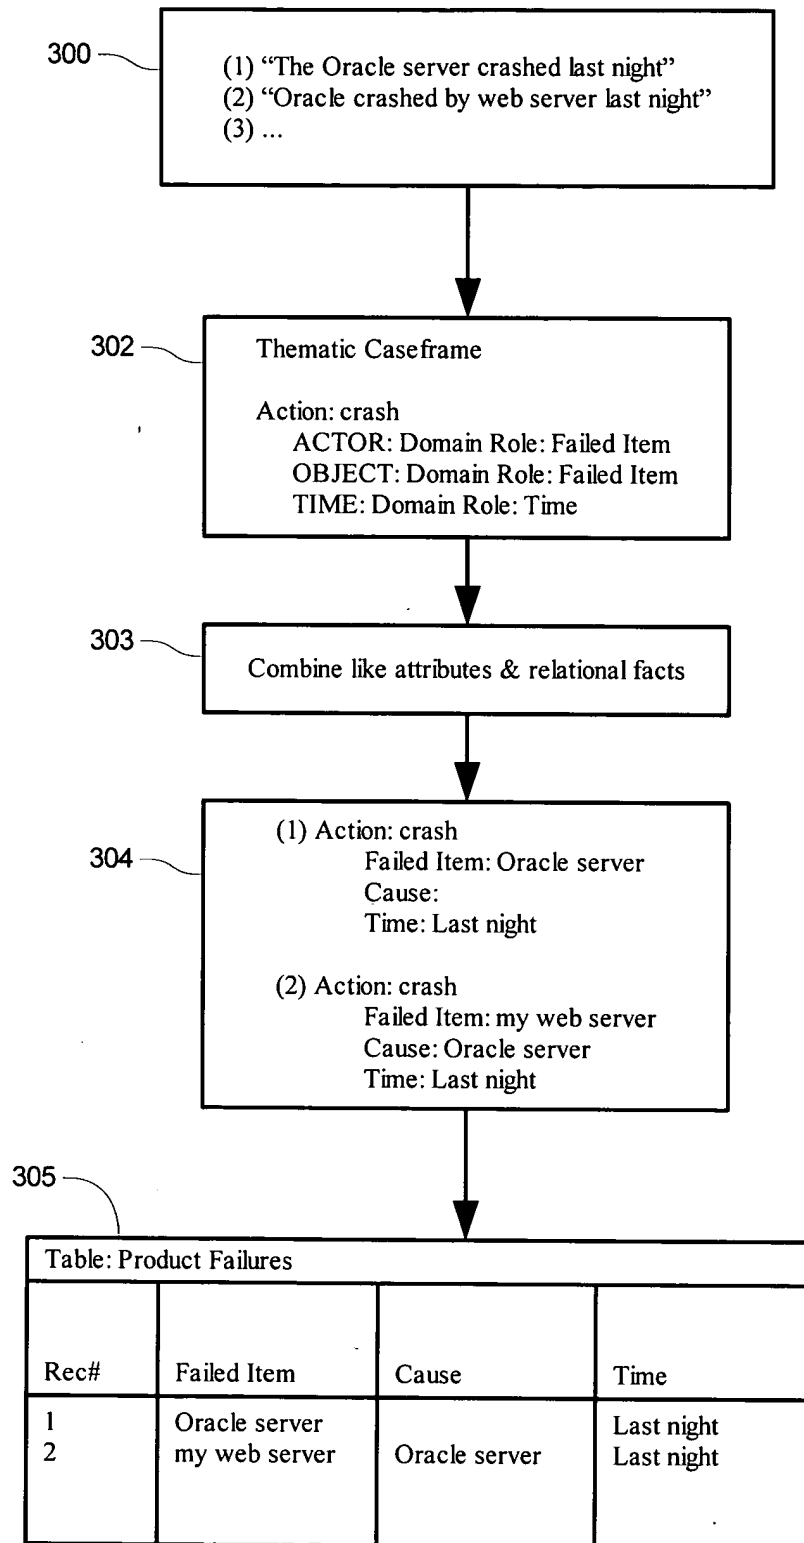 300
(1) “The Oracle server crashed last night”
(2) “Oracle crashed by web server last night”
(3) ...
302
Thematic Caseframe
Action: crash
ACTOR: Domain Role: Failed Item
OBJECT: Domain Role: Failed Item
TIME: Domain Role: Time
303
Combine like attributes & relational facts
304
(1) Action: crash
Failed Item: Oracle server
Cause:
Time: Last night
(2) Action: crash
Failed Item: my web server
Cause: Oracle server
Time: Last night
305
Table: Product Failures
Rec# Failed Item Cause Time
1 Oracle server Last night
2 my web server Oracle server Last night